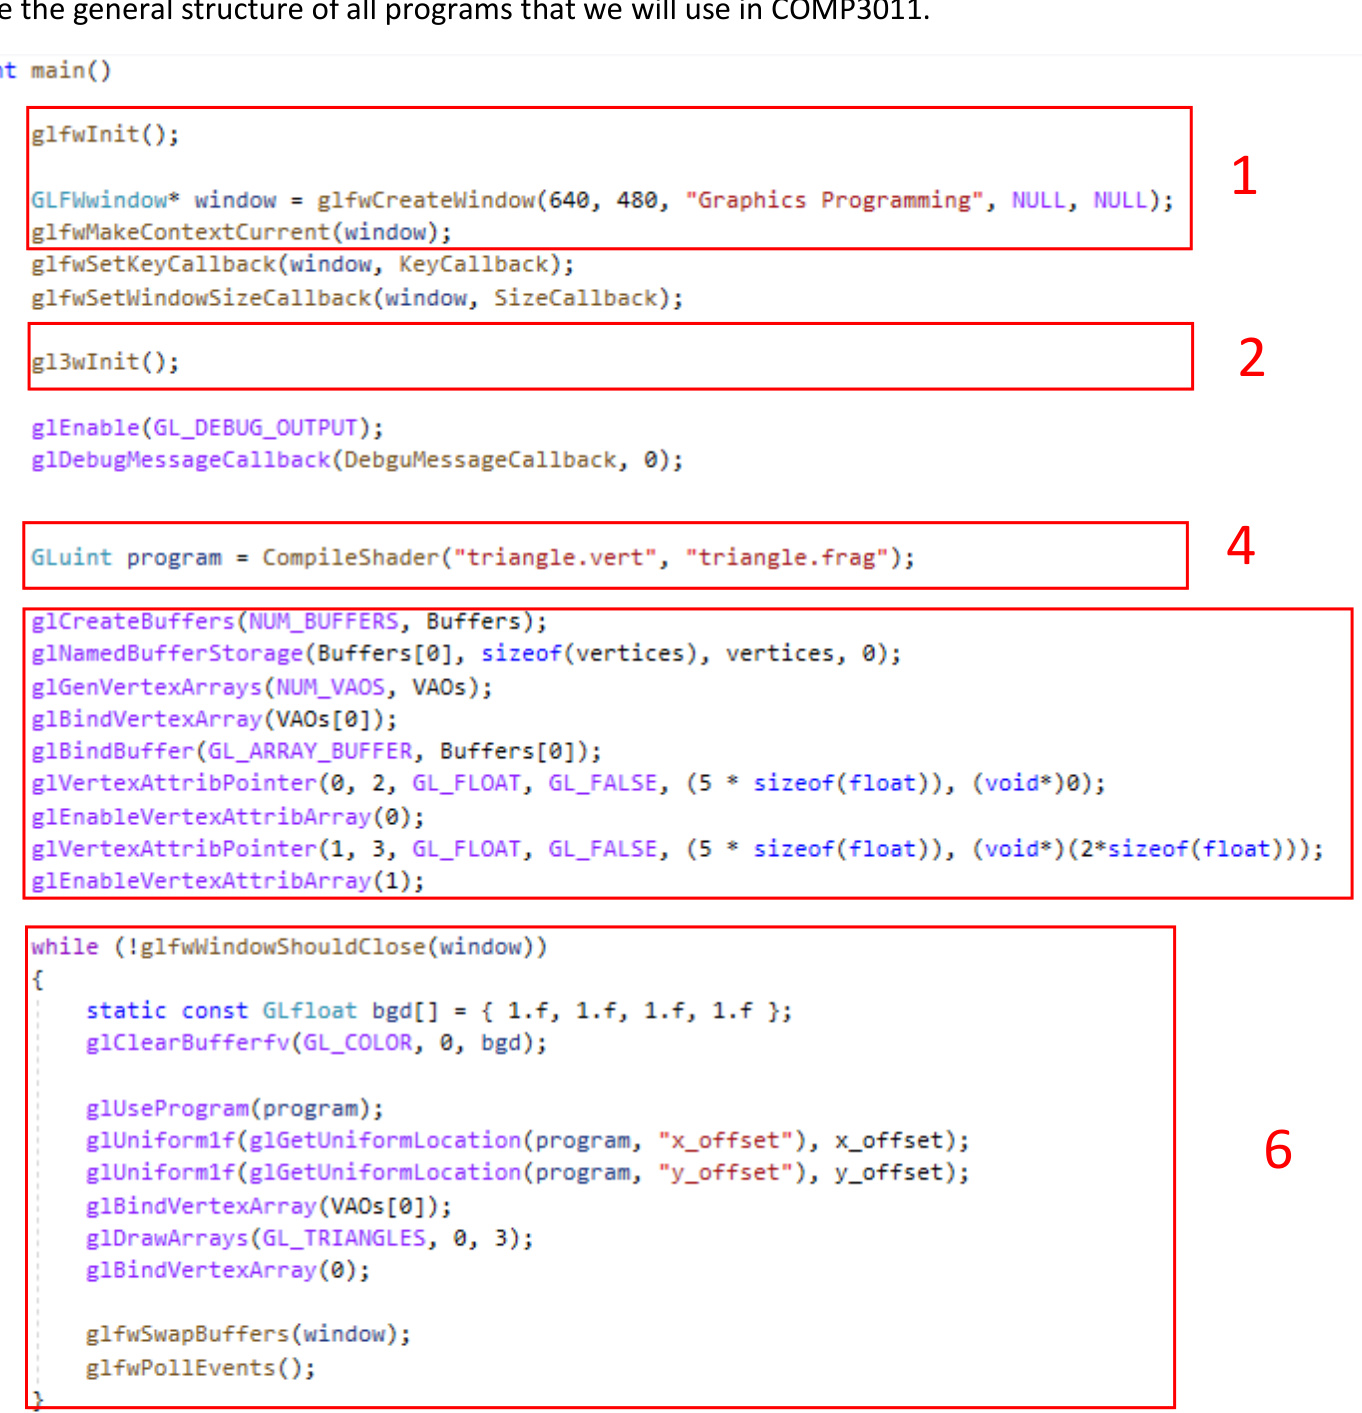 e the general structure of all programs that we will use in COMP3011.
nt main()
glfwInit();
1
GLFWwindow* window = glfwCreateWindow(640, 480, "Graphics Programming", NULL, NULL);
glfwMakeContextCurrent(window);
glfwSetKeyCallback(window, KeyCallback);
glfwSetWindowSizeCallback(window, SizeCallback);
gl3wInit();
2
glEnable(GL_DEBUG_OUTPUT);
glDebugMessageCallback(DebguMessageCallback, 0);
GLuint program = CompileShader("triangle.vert", "triangle.frag");
4
glCreateBuffers(NUM_BUFFERS, Buffers);
glNamedBufferStorage(Buffers[0], sizeof(vertices), vertices, 0);
glGenVertexArrays(NUM_VAOS, VAOs);
glBindVertexArray(VAOs[0]);
glBindBuffer(GL_ARRAY_BUFFER, Buffers[0]);
glVertexAttribPointer(0, 2, GL_FLOAT, GL_FALSE, (5 * sizeof(float)), (void*)0);
glEnableVertexAttribArray(0);
glVertexAttribPointer(1, 3, GL_FLOAT, GL_FALSE, (5 * sizeof(float)), (void*)(2*sizeof(float)));
glEnableVertexAttribArray(1);
while (!glfwWindowShouldClose(window))
{
static const GLfloat bgd[] = { 1.f, 1.f, 1.f, 1.f };
glClearBufferfv(GL_COLOR, 0, bgd);
glUseProgram(program);
glUniform1f(glGetUniformLocation(program, "x_offset"), x_offset);
6
glUniform1f(glGetUniformLocation(program, "y_offset"), y_offset);
glBindVertexArray(VAOs[0]);
glDrawArrays(GL_TRIANGLES, 0, 3);
glBindVertexArray(0);
glfwSwapBuffers(window);
glfwPollEvents();
}